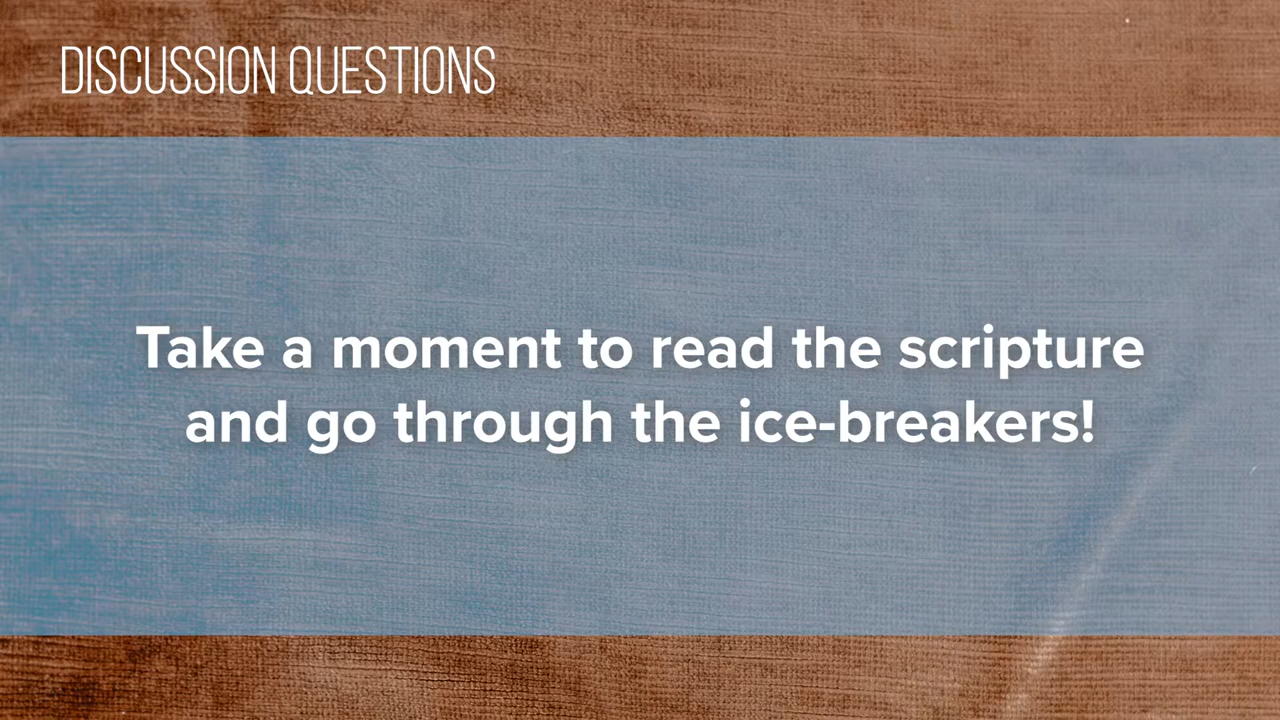 DISCUSSION QUESTIONS
Take a moment to read the scripture
and go through the ice-breakers!